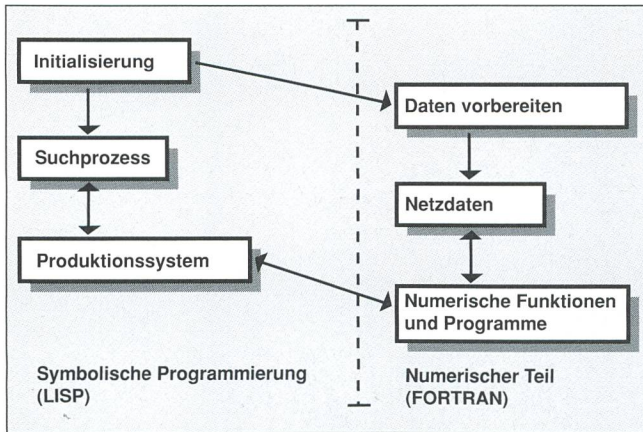 Initialisierung
Suchprozess
Produktionssystem
Symbolische Programmierung
(LISP)
Daten vorbereiten
Netzdaten
Numerische Funktionen
und Programme
Numerischer Teil
(FORTRAN)